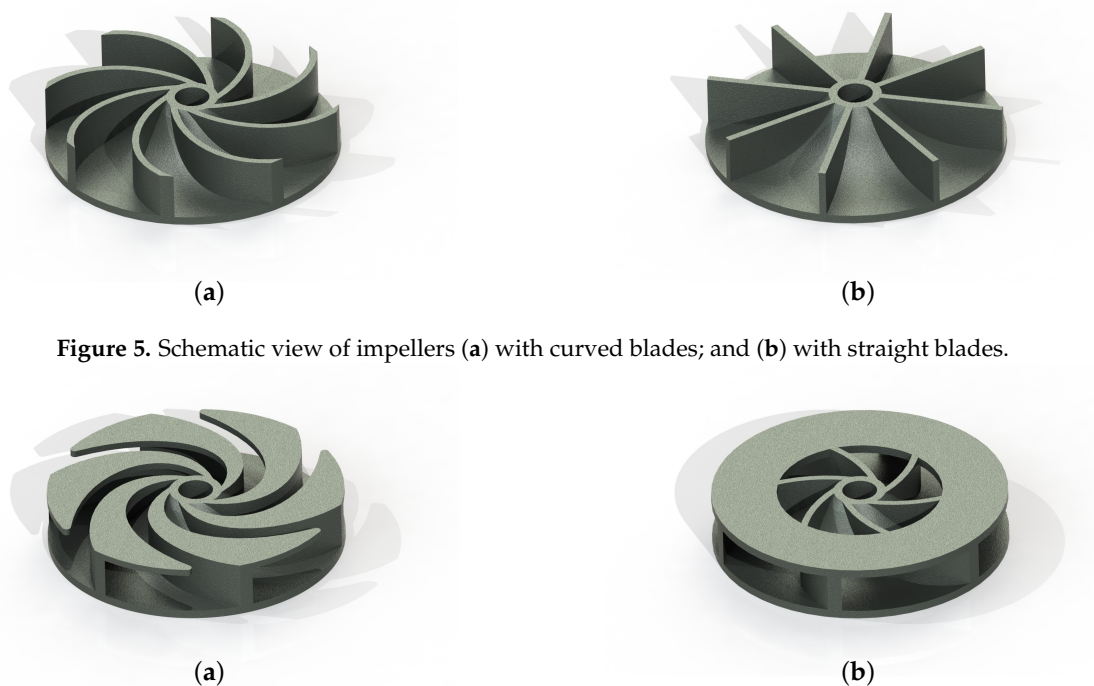 (a)
(b)
Figure 5. Schematic view of impellers (a) with curved blades; and (b) with straight blades.
(a)
(b)